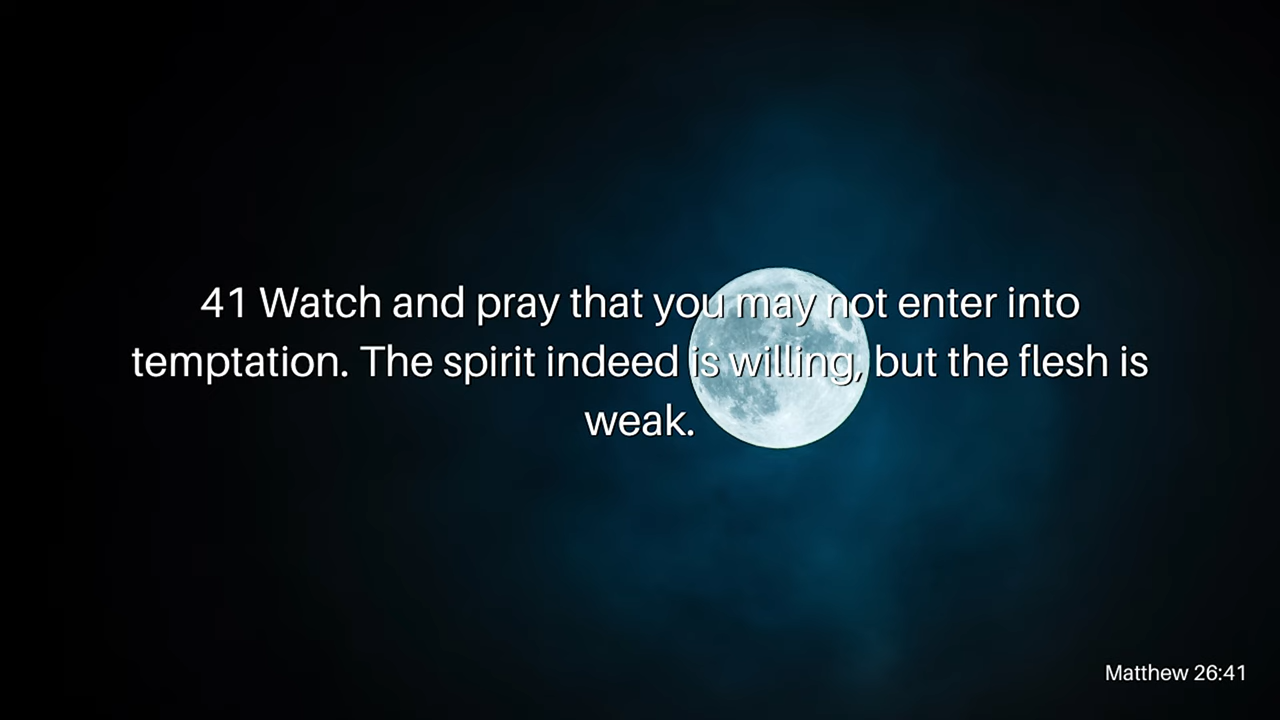 41 Watch and pray that you may not enter into
temptation. The spirit indeed is willing, but the flesh is
weak.
Matthew 26:41